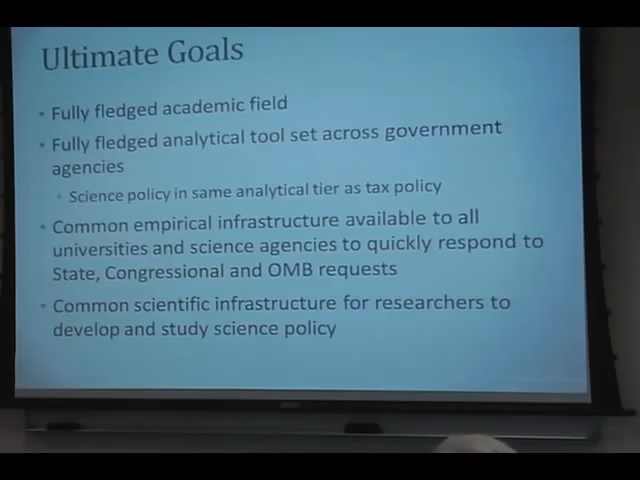 Ultimate Goals
• Fully fledged academic field
• Fully fledged analytical tool set across government
agencies
• Science policy in same analytical tier as tax policy
• Common empirical infrastructure available to all
universities and science agencies to quickly respond to
State, Congressional and OMB requests
• Common scientific infrastructure for researchers to
develop and study science policy